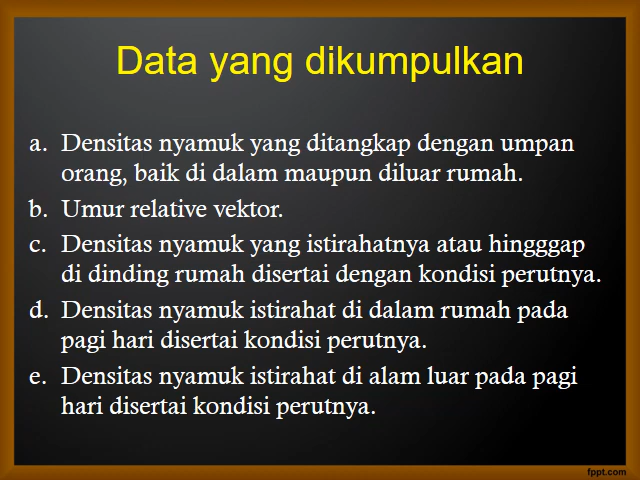 Data yang dikumpulkan
a. Densitas nyamuk yang ditangkap dengan umpan
orang, baik di dalam maupun diluar rumah.
b. Umur relative vektor.
c. Densitas nyamuk yang istirahatnya atau hingggap
di dinding rumah disertai dengan kondisi perutnya.
d. Densitas nyamuk istirahat di dalam rumah pada
pagi hari disertai kondisi perutnya.
e. Densitas nyamuk istirahat di alam luar pada pagi
hari disertai kondisi perutnya.
fppt.com